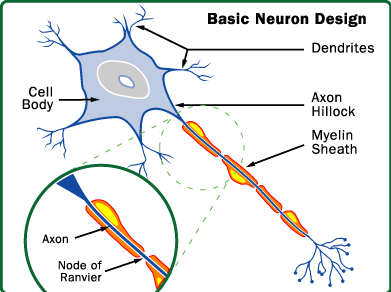 Basic Neuron Design
Dendrites
Cell
Body
Axon
Hillock
Myelin
Sheath
Axon
Node of
Ranvier